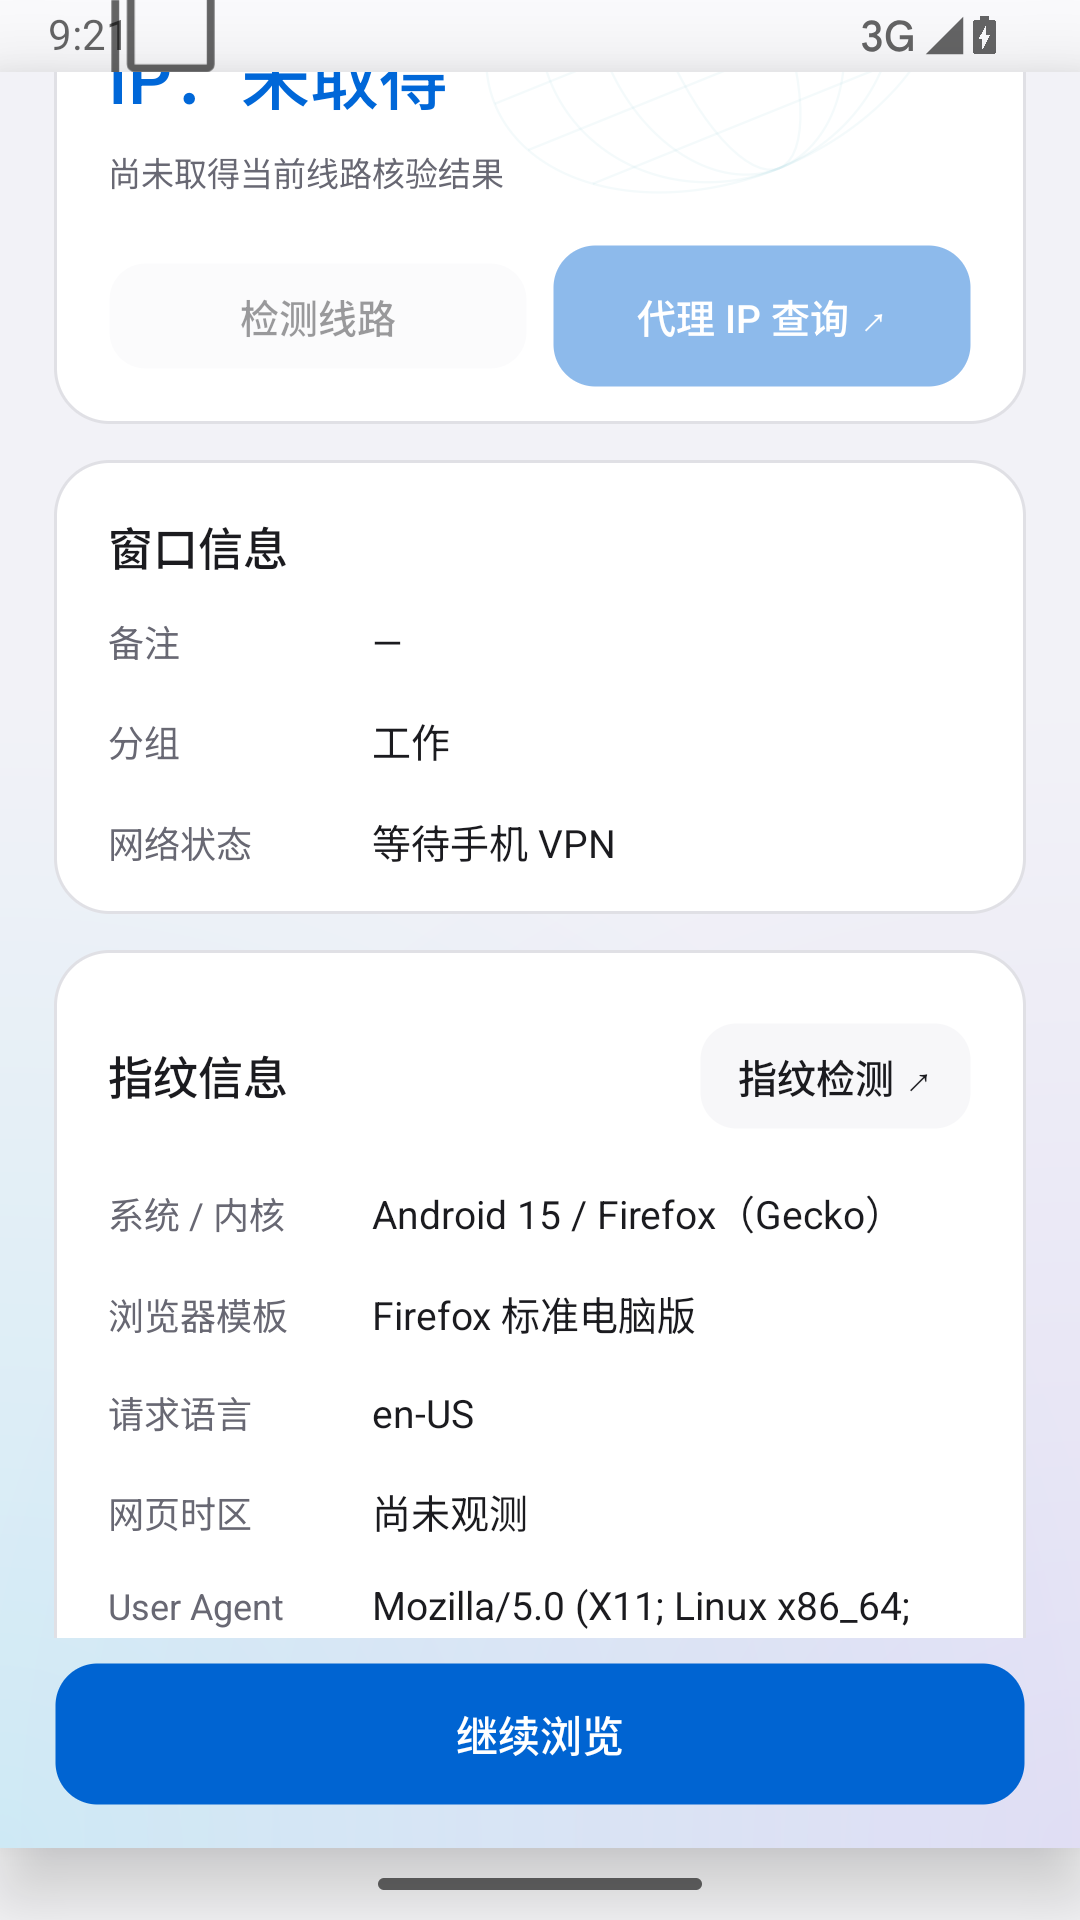 9:21
3G
IP：未取得
尚未取得当前线路核验结果
检测线路
代理 IP 查询 ↗
窗口信息
备注 —
分组 工作
网络状态 等待手机 VPN
指纹信息
指纹检测 ↗
系统 / 内核 Android 15 / Firefox（Gecko）
浏览器模板 Firefox 标准电脑版
请求语言 en-US
网页时区 尚未观测
User Agent Mozilla/5.0 (X11; Linux x86_64;
继续浏览